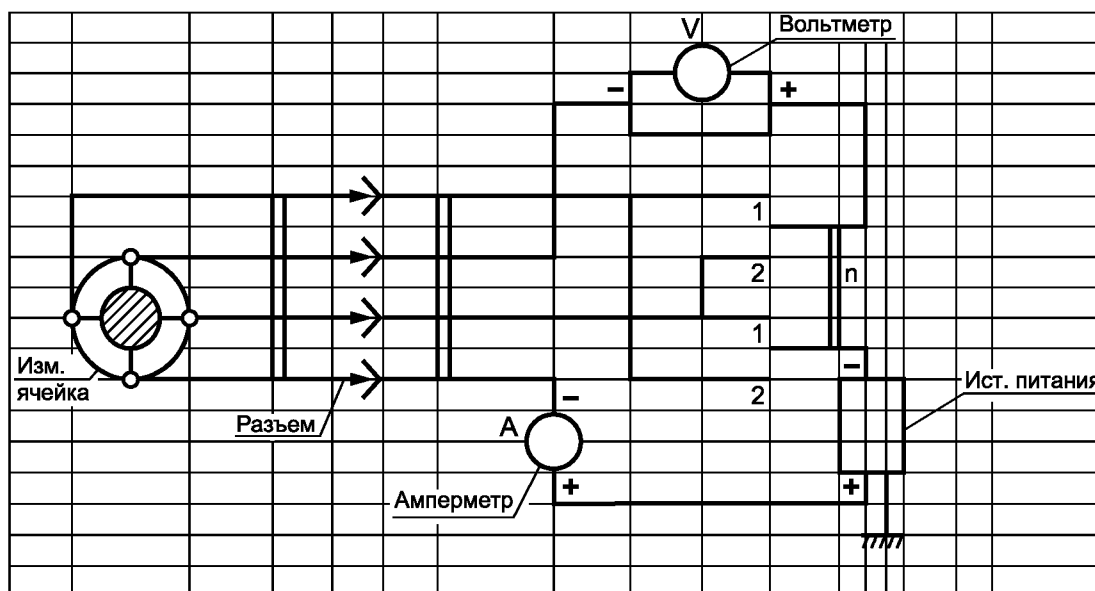 V
Вольтметр
–
+
1
2
n
1
–
Изм.
ячейка
2
Ист. питания
–
Разъем
А
Амперметр
+
+